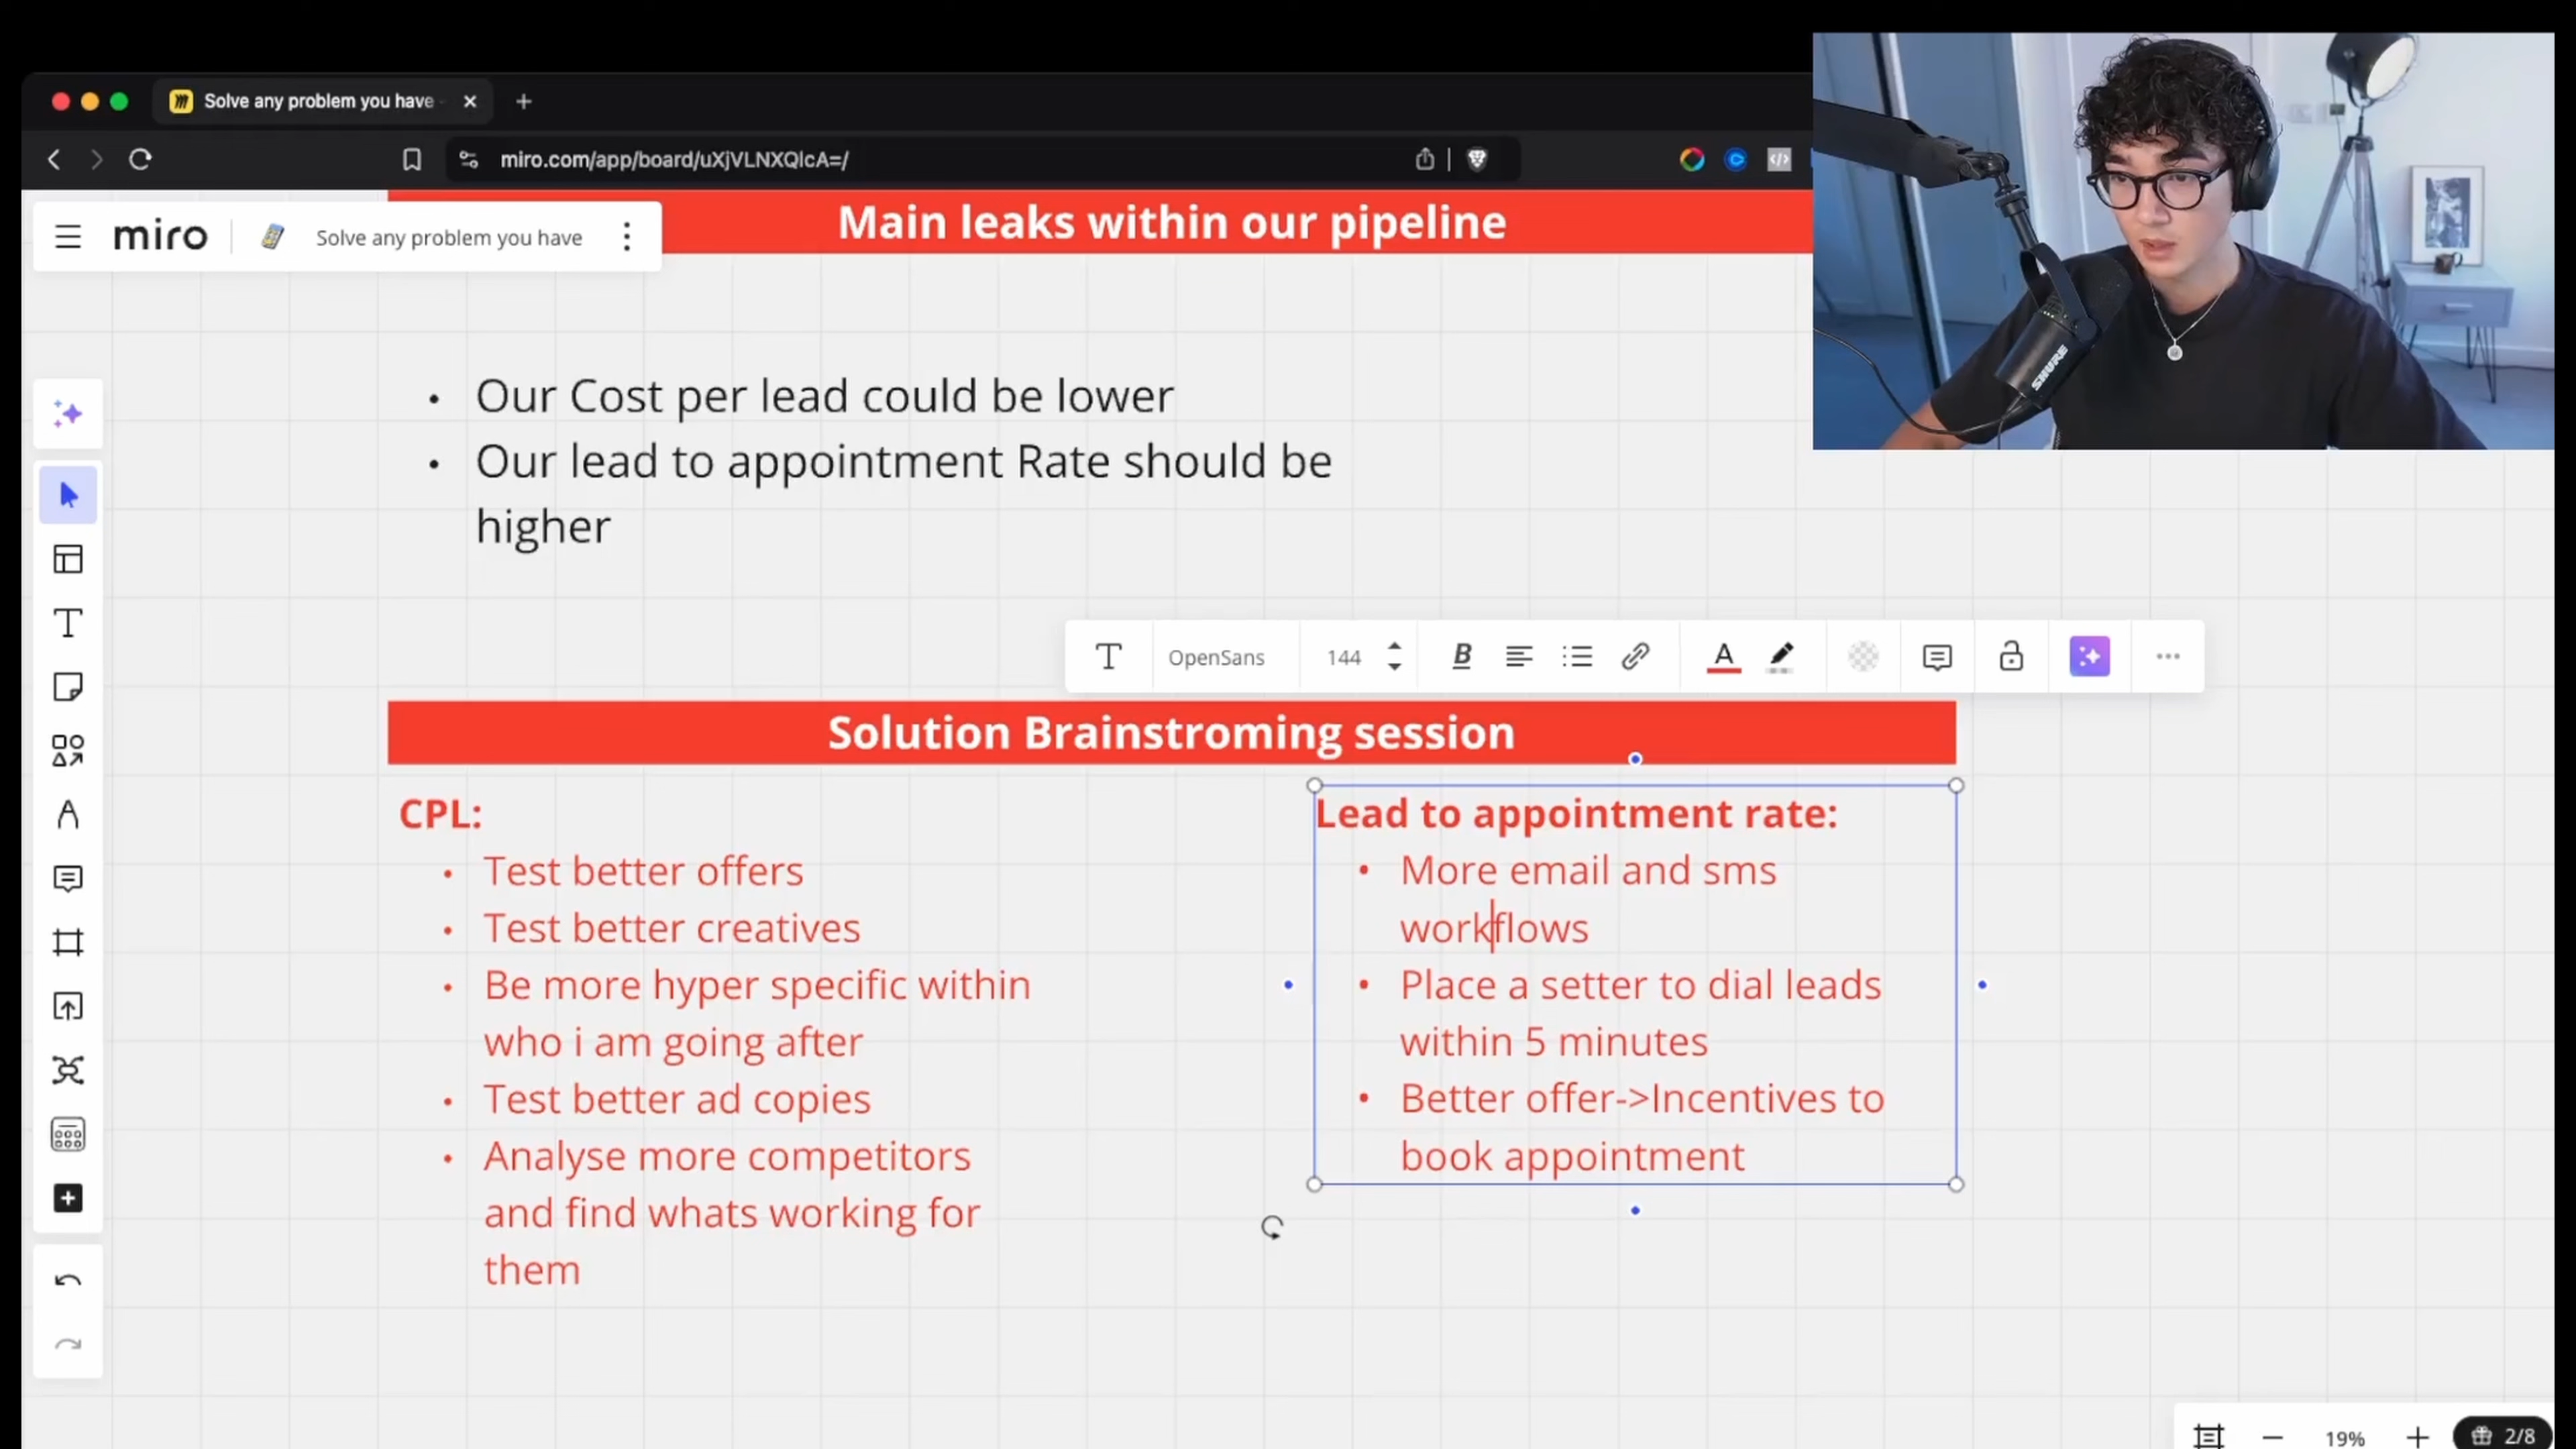 Solve any problem you have
miro.com/app/board/uXjVLNXQlcA=/
Main leaks within our pipeline
miro
Solve any problem you have
Our Cost per lead could be lower
Our lead to appointment Rate should be
higher
OpenSans
144
B
A
Solution Brainstroming session
CPL:
Test better offers
Test better creatives
Be more hyper specific within
who i am going after
Test better ad copies
Analyse more competitors
and find whats working for
them
Lead to appointment rate:
More email and sms
workflows
Place a setter to dial leads
within 5 minutes
Better offer->Incentives to
book appointment
SHURE
19%
2/8